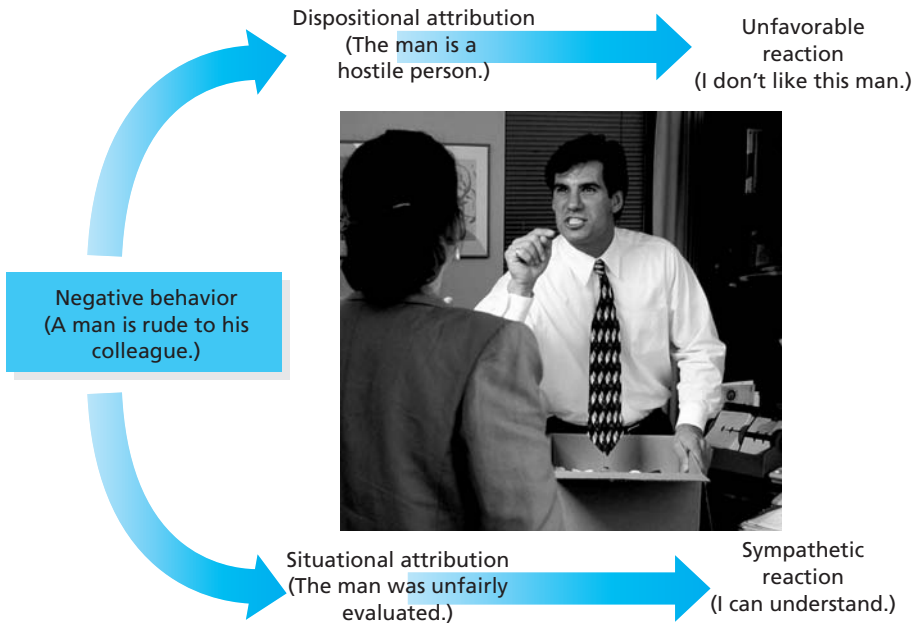 Dispositional attribution
(The man is a
hostile person.)
Unfavorable
reaction
(I don't like this man.)
Negative behavior
(A man is rude to his
colleague.)
Situational attribution
(The man was unfairly
evaluated.)
Sympathetic
reaction
(I can understand.)